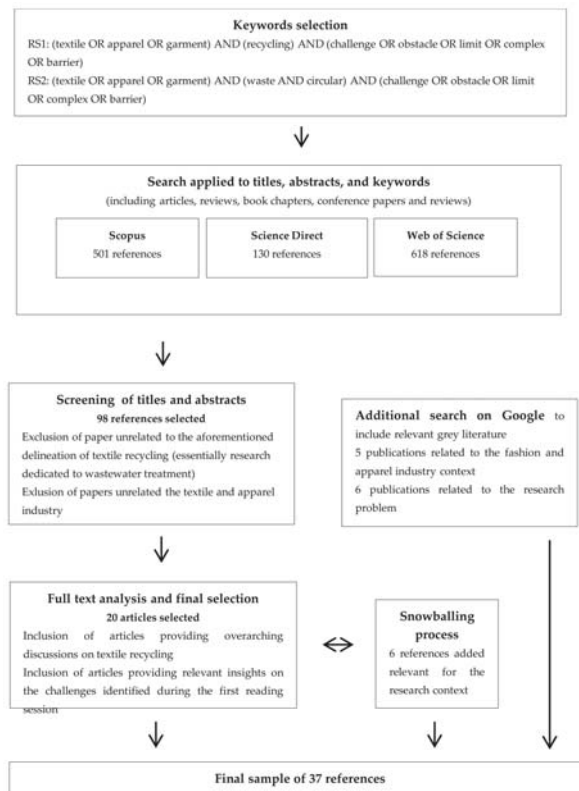 Keywords selection
RS1: (textile OR apparel OR garment) AND (recycling) AND (challenge OR obstacle OR limit OR complex
OR barrier)
RS2: (textile OR apparel OR garment) AND (waste AND circular) AND (challenge OR obstacle OR limit
OR complex OR barrier)
Search applied to titles, abstracts, and keywords
(including articles, reviews, book chapters, conference papers and reviews)
Scopus
501 references
Science Direct
130 references
Web of Science
618 references
Screening of titles and abstracts
98 references selected
Exclusion of paper unrelated to the aforementioned
delineation of textile recycling (essentially research
dedicated to wastewater treatment)
Exlusion of papers unrelated the textile and apparel
industry
Additional search on Google to
include relevant grey literature
5 publications related to the fashion and
apparel industry context
6 publications related to the research
problem
Full text analysis and final selection
20 articles selected
Inclusion of articles providing overarching
discussions on textile recycling
Inclusion of articles providing relevant insights on
the challenges identified during the first reading
session
Snowballing
process
6 references added
relevant for the
research context
Final sample of 37 references